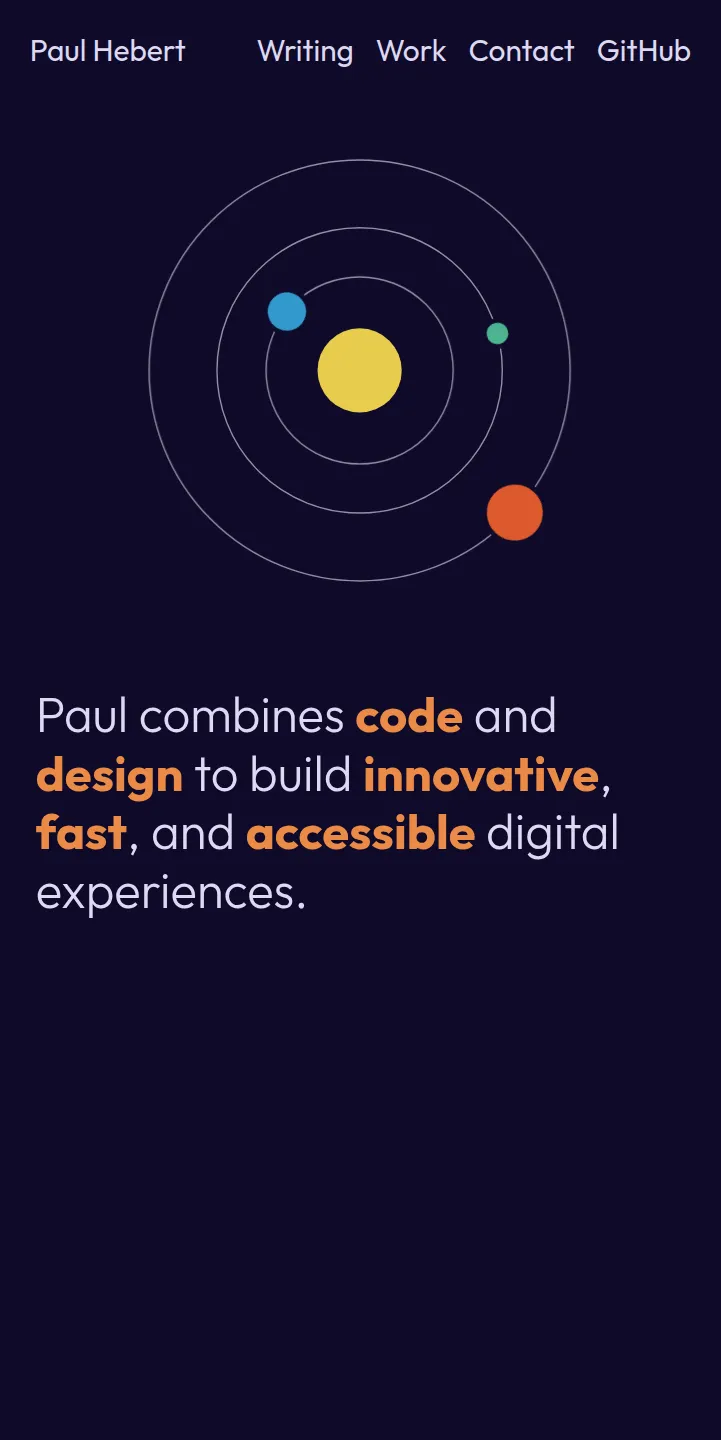 Paul Hebert Writing Work Contact GitHub
Paul combines code and
design to build innovative,
fast, and accessible digital
experiences.